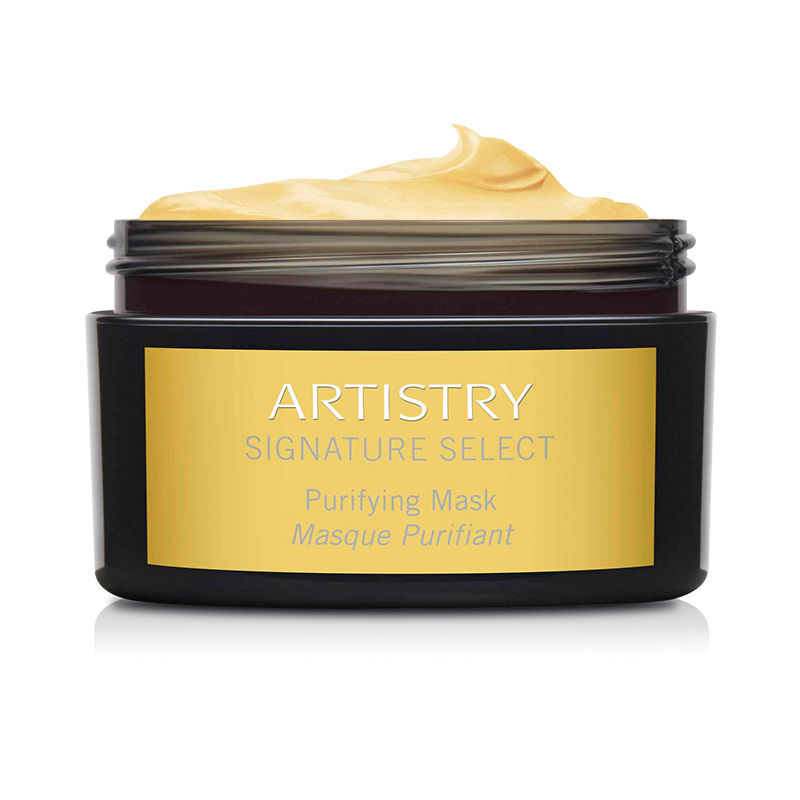 ARTISTRY
SIGNATURE SELECT
Purifying Mask
Masque Purifiant